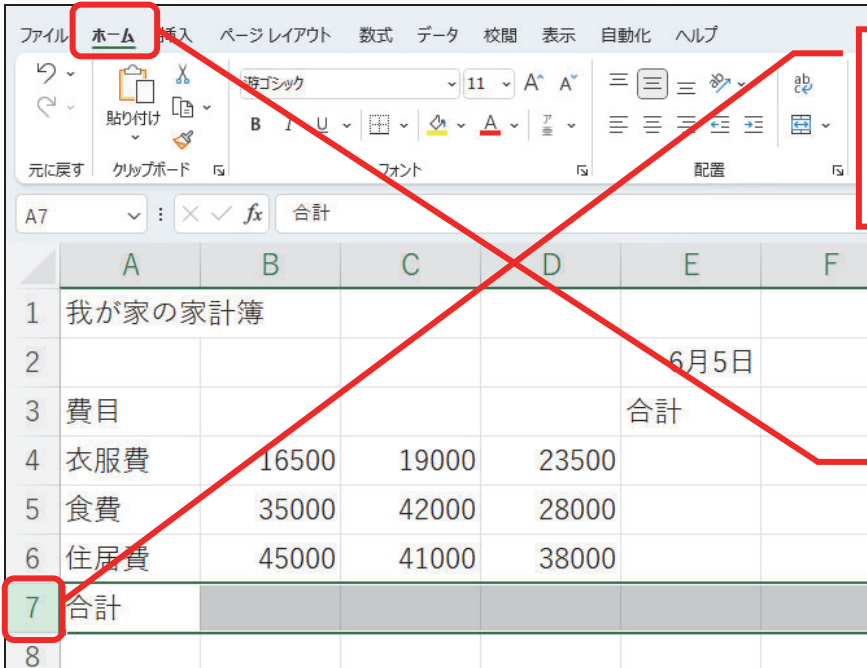 ファイル ホーム 挿入 ページ レイアウト 数式 データ 校閲 表示 自動化 ヘルプ
貼り付け 游ゴシック 11 A A ab
B I U A ア亜
元に戻す クリップボード フォント 配置
A7 fx 合計
A B C D E F
1 我が家の家計簿
2 6月5日
3 費目 合計
4 衣服費 16500 19000 23500
5 食費 35000 42000 28000
6 住居費 45000 41000 38000
7 合計
8